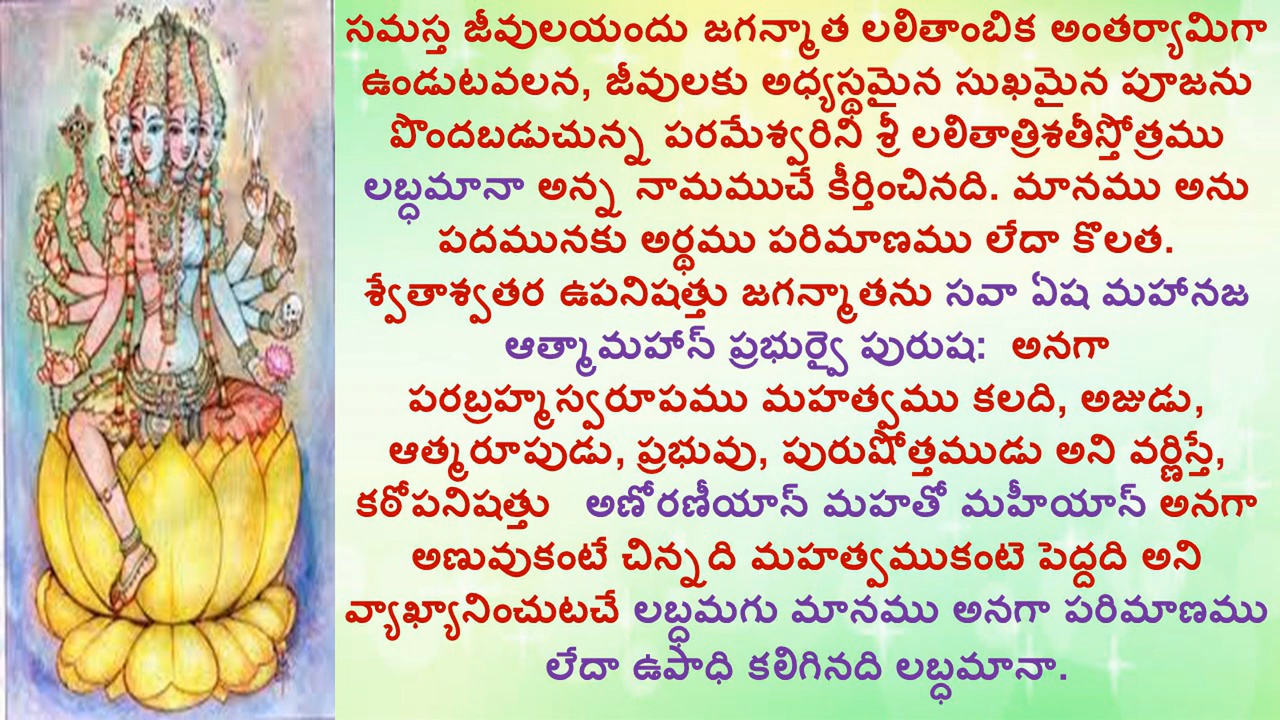 సమస్త జీవులయందు జగన్మాత లలితాంబిక అంతర్యామిగా
ఉండుటవలన, జీవులకు అధ్యస్థమైన సుఖమైన పూజను
పొందబడుచున్న పరమేశ్వరిని శ్రీ లలితాత్రిశతీస్తోత్రము
లబ్ధమానా అన్న నామముచే కీర్తించినది. మానము అను
పదమునకు అర్థము పరిమాణము లేదా కొలత.
శ్వేతాశ్వతర ఉపనిషత్తు జగన్మాతను సవా ఏష మహానజ
ఆత్మామహాస్ ప్రభుర్వై పురుష: అనగా
పరబ్రహ్మస్వరూపము మహత్వము కలది, అజుడు,
ఆత్మరూపుడు, ప్రభువు, పురుషోత్తముడు అని వర్ణిస్తే,
కఠోపనిషత్తు అణోరణీయాస్ మహతో మహీయాస్ అనగా
అణువుకంటే చిన్నది మహత్వముకంటె పెద్దది అని
వ్యాఖ్యానించుటచే లబ్ధమగు మానము అనగా పరిమాణము
లేదా ఉపాధి కలిగినది లబ్ధమానా.